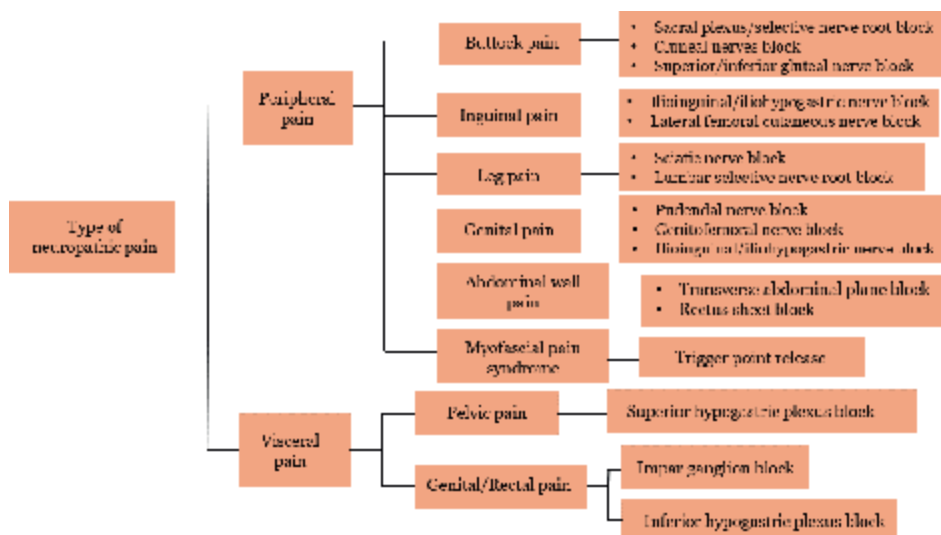 Type of
neuropathic pain
Peripheral
pain
Buttock pain
• Sacral plexus/selective nerve root block
• Cluneal nerves block
• Superior/inferior gluteal nerve block
Inguinal pain
• Ilioinguinal/iliohypogastric nerve block
• Lateral femoral cutaneous nerve block
Leg pain
• Sciatic nerve block
• Lumbar selective nerve root block
Genital pain
• Pudendal nerve block
• Genitofemoral nerve block
• Ilioinguinal/iliohypogastric nerve block
Abdominal wall
pain
• Transverse abdominal plane block
• Rectus sheet block
Myofascial pain
syndrome
Trigger point release
Visceral
pain
Pelvic pain
Superior hypogastric plexus block
Genital/Rectal pain
Impar ganglion block
Inferior hypogastric plexus block